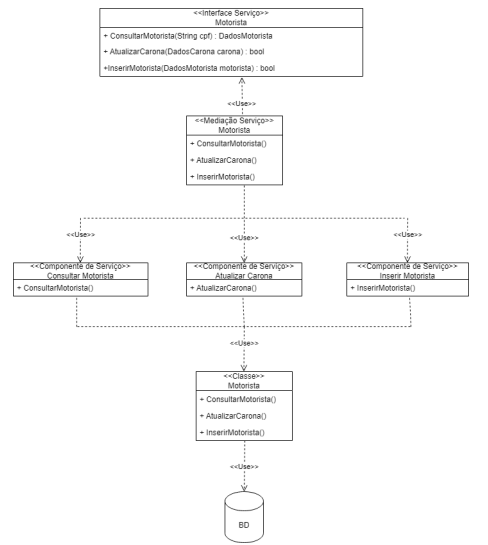 <<Interface Serviço>>
Motorista
+ ConsultarMotorista(String cpf) : DadosMotorista
+ AtualizarCarona(DadosCarona carona) : bool
+InserirMotorista(DadosMotorista motorista) : bool
<<Use>>
<<Mediação Serviço>>
Motorista
+ ConsultarMotorista()
+ AtualizarCarona()
+ InserirMotorista()
<<Use>>
<<Use>>
<<Use>>
<<Componente de Serviço>>
Consultar Motorista
+ ConsultarMotorista()
<<Componente de Serviço>>
Atualizar Carona
+ AtualizarCarona()
<<Componente de Serviço>>
Inserir Motorista
+ InserirMotorista()
<<Use>>
<<Classe>>
Motorista
+ ConsultarMotorista()
+ AtualizarCarona()
+ InserirMotorista()
<<Use>>
BD